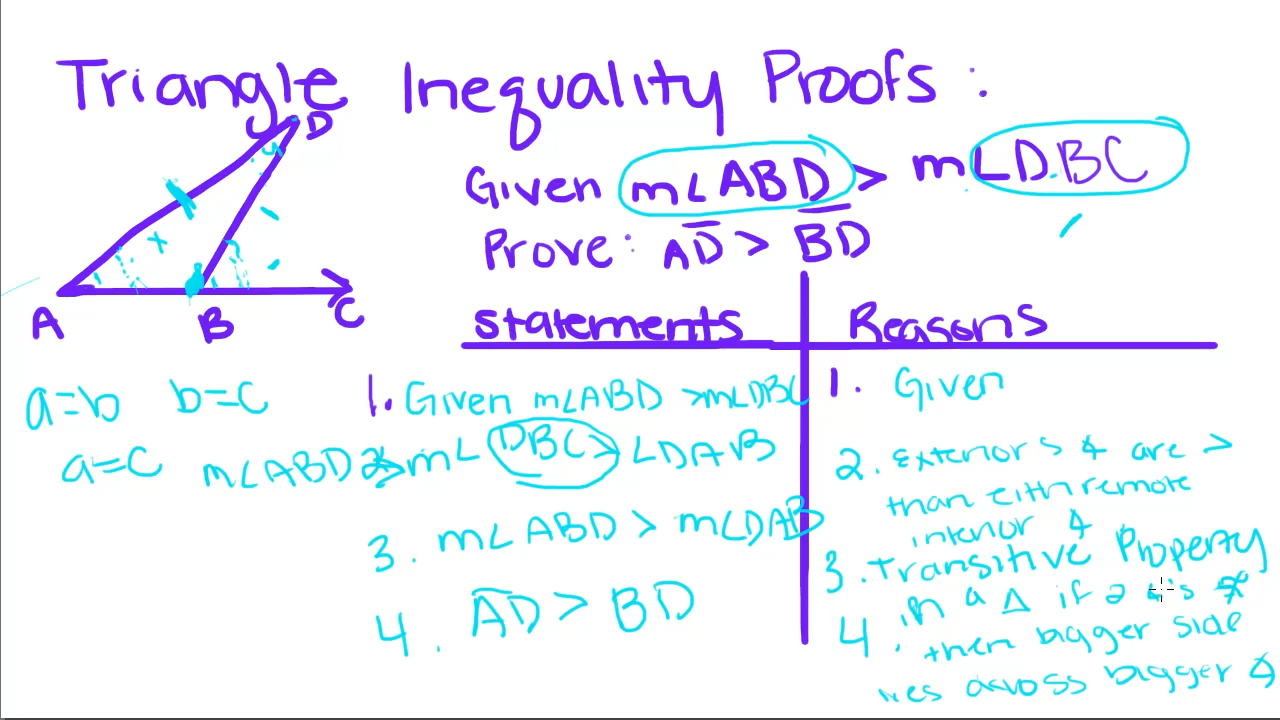 Triangle Inequality Proofs:
D
Given m∠ABD > m∠DBC
Prove: AD > BD
A
B
C
statements
Reasons
a=b b=c
a=c
1. Given m∠ABD > m∠DBC
1. Given
m∠ABD m∠DBC > ∠DAB
2. Exterior ∡ are >
than either remote
interior ∡
3. m∠ABD > m∠DAB
3. Transitive Property
4. AD > BD
4. in a △ if 2
then bigger side
lies across bigger ∡